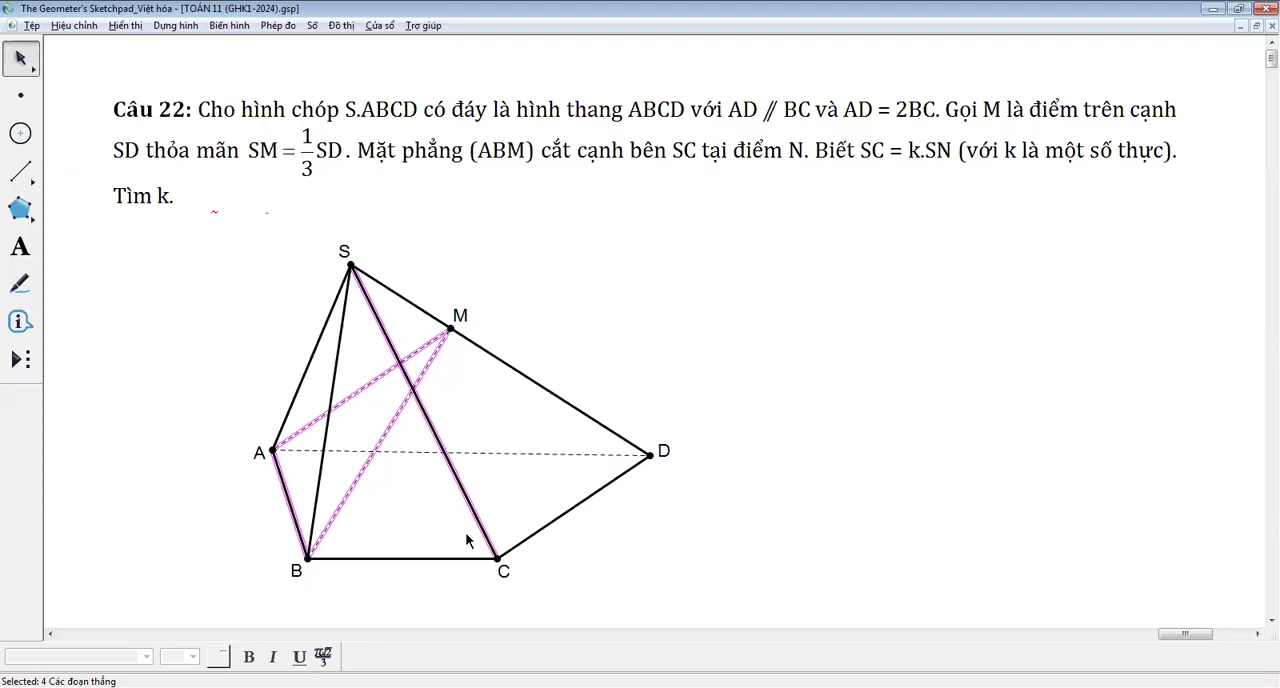 The Geometer's Sketchpad_Việt hóa - [TOÁN 11 (GHK1-2024).gsp]
Tệp Hiệu chỉnh Hiển thị Dựng hình Biến hình Phép đo Số Đồ thị Cửa sổ Trợ giúp
Câu 22: Cho hình chóp S.ABCD có đáy là hình thang ABCD với AD // BC và AD = 2BC. Gọi M là điểm trên cạnh
SD thỏa mãn SM = 1/3 SD. Mặt phẳng (ABM) cắt cạnh bên SC tại điểm N. Biết SC = k.SN (với k là một số thực).
Tìm k.
S
M
A
D
B
C
A
i
B I U π√2/3
Selected: 4 Các đoạn thẳng